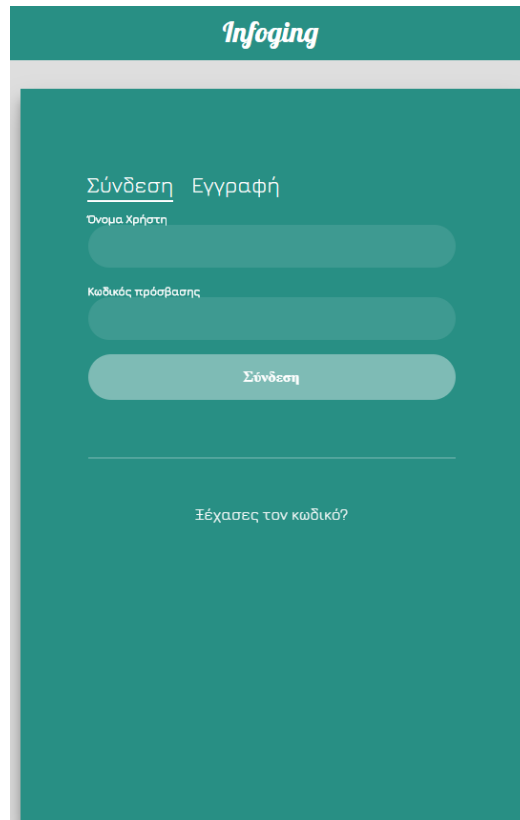 Infoging
Σύνδεση Εγγραφή
Όνομα Χρήστη
Κωδικός πρόσβασης
Σύνδεση
Ξέχασες τον κωδικό?